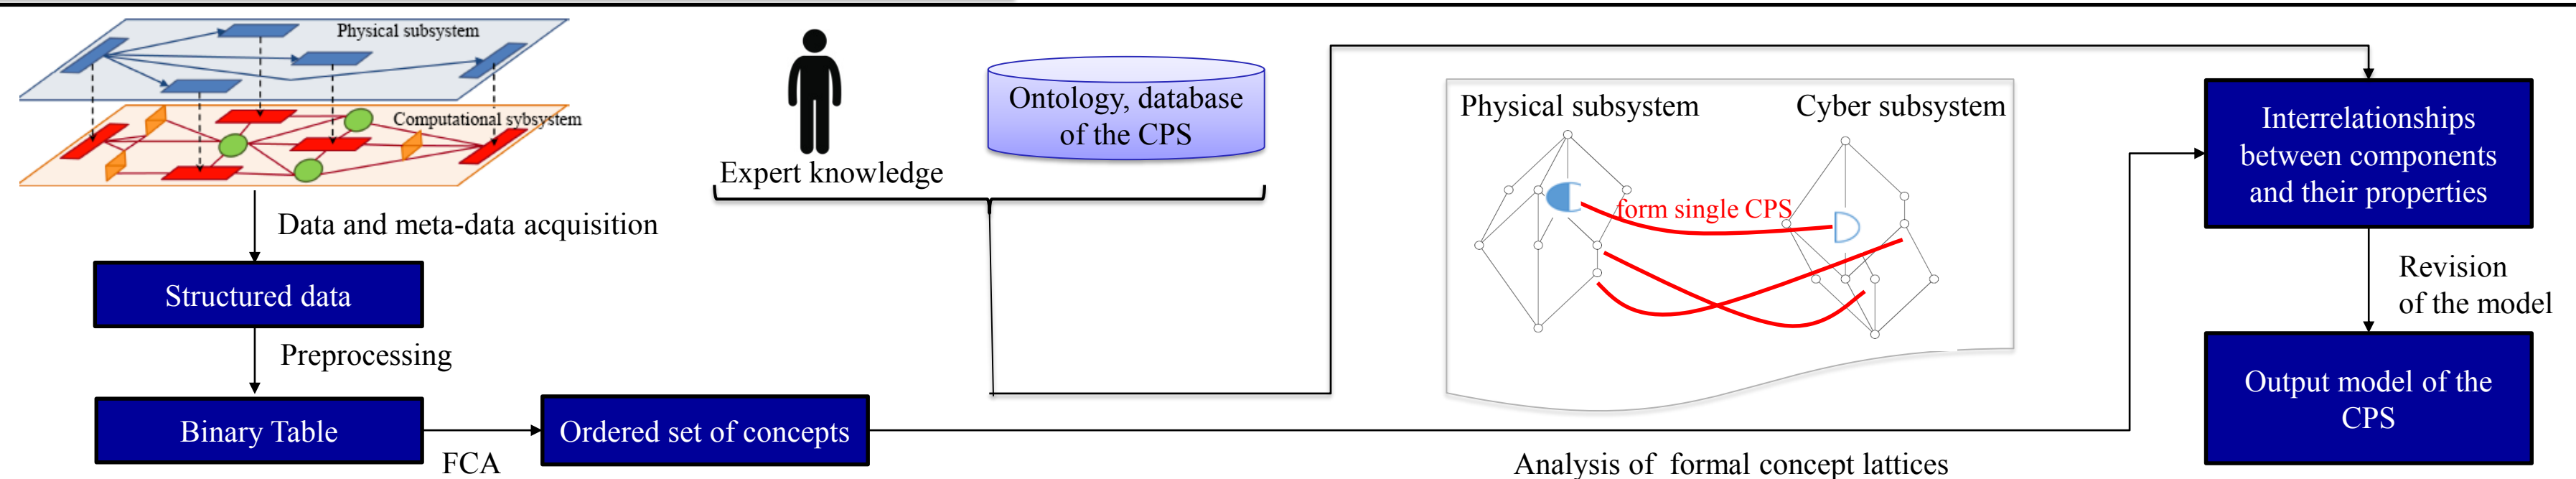 Physical subsystem
Computational sybsystem
Data and meta-data acquisition
Structured data
Preprocessing
Binary Table
FCA
Ordered set of concepts
Expert knowledge
Ontology, database
of the CPS
Physical subsystem
Cyber subsystem
form single CPS
Analysis of formal concept lattices
Interrelationships
between components
and their properties
Revision
of the model
Output model of the
CPS